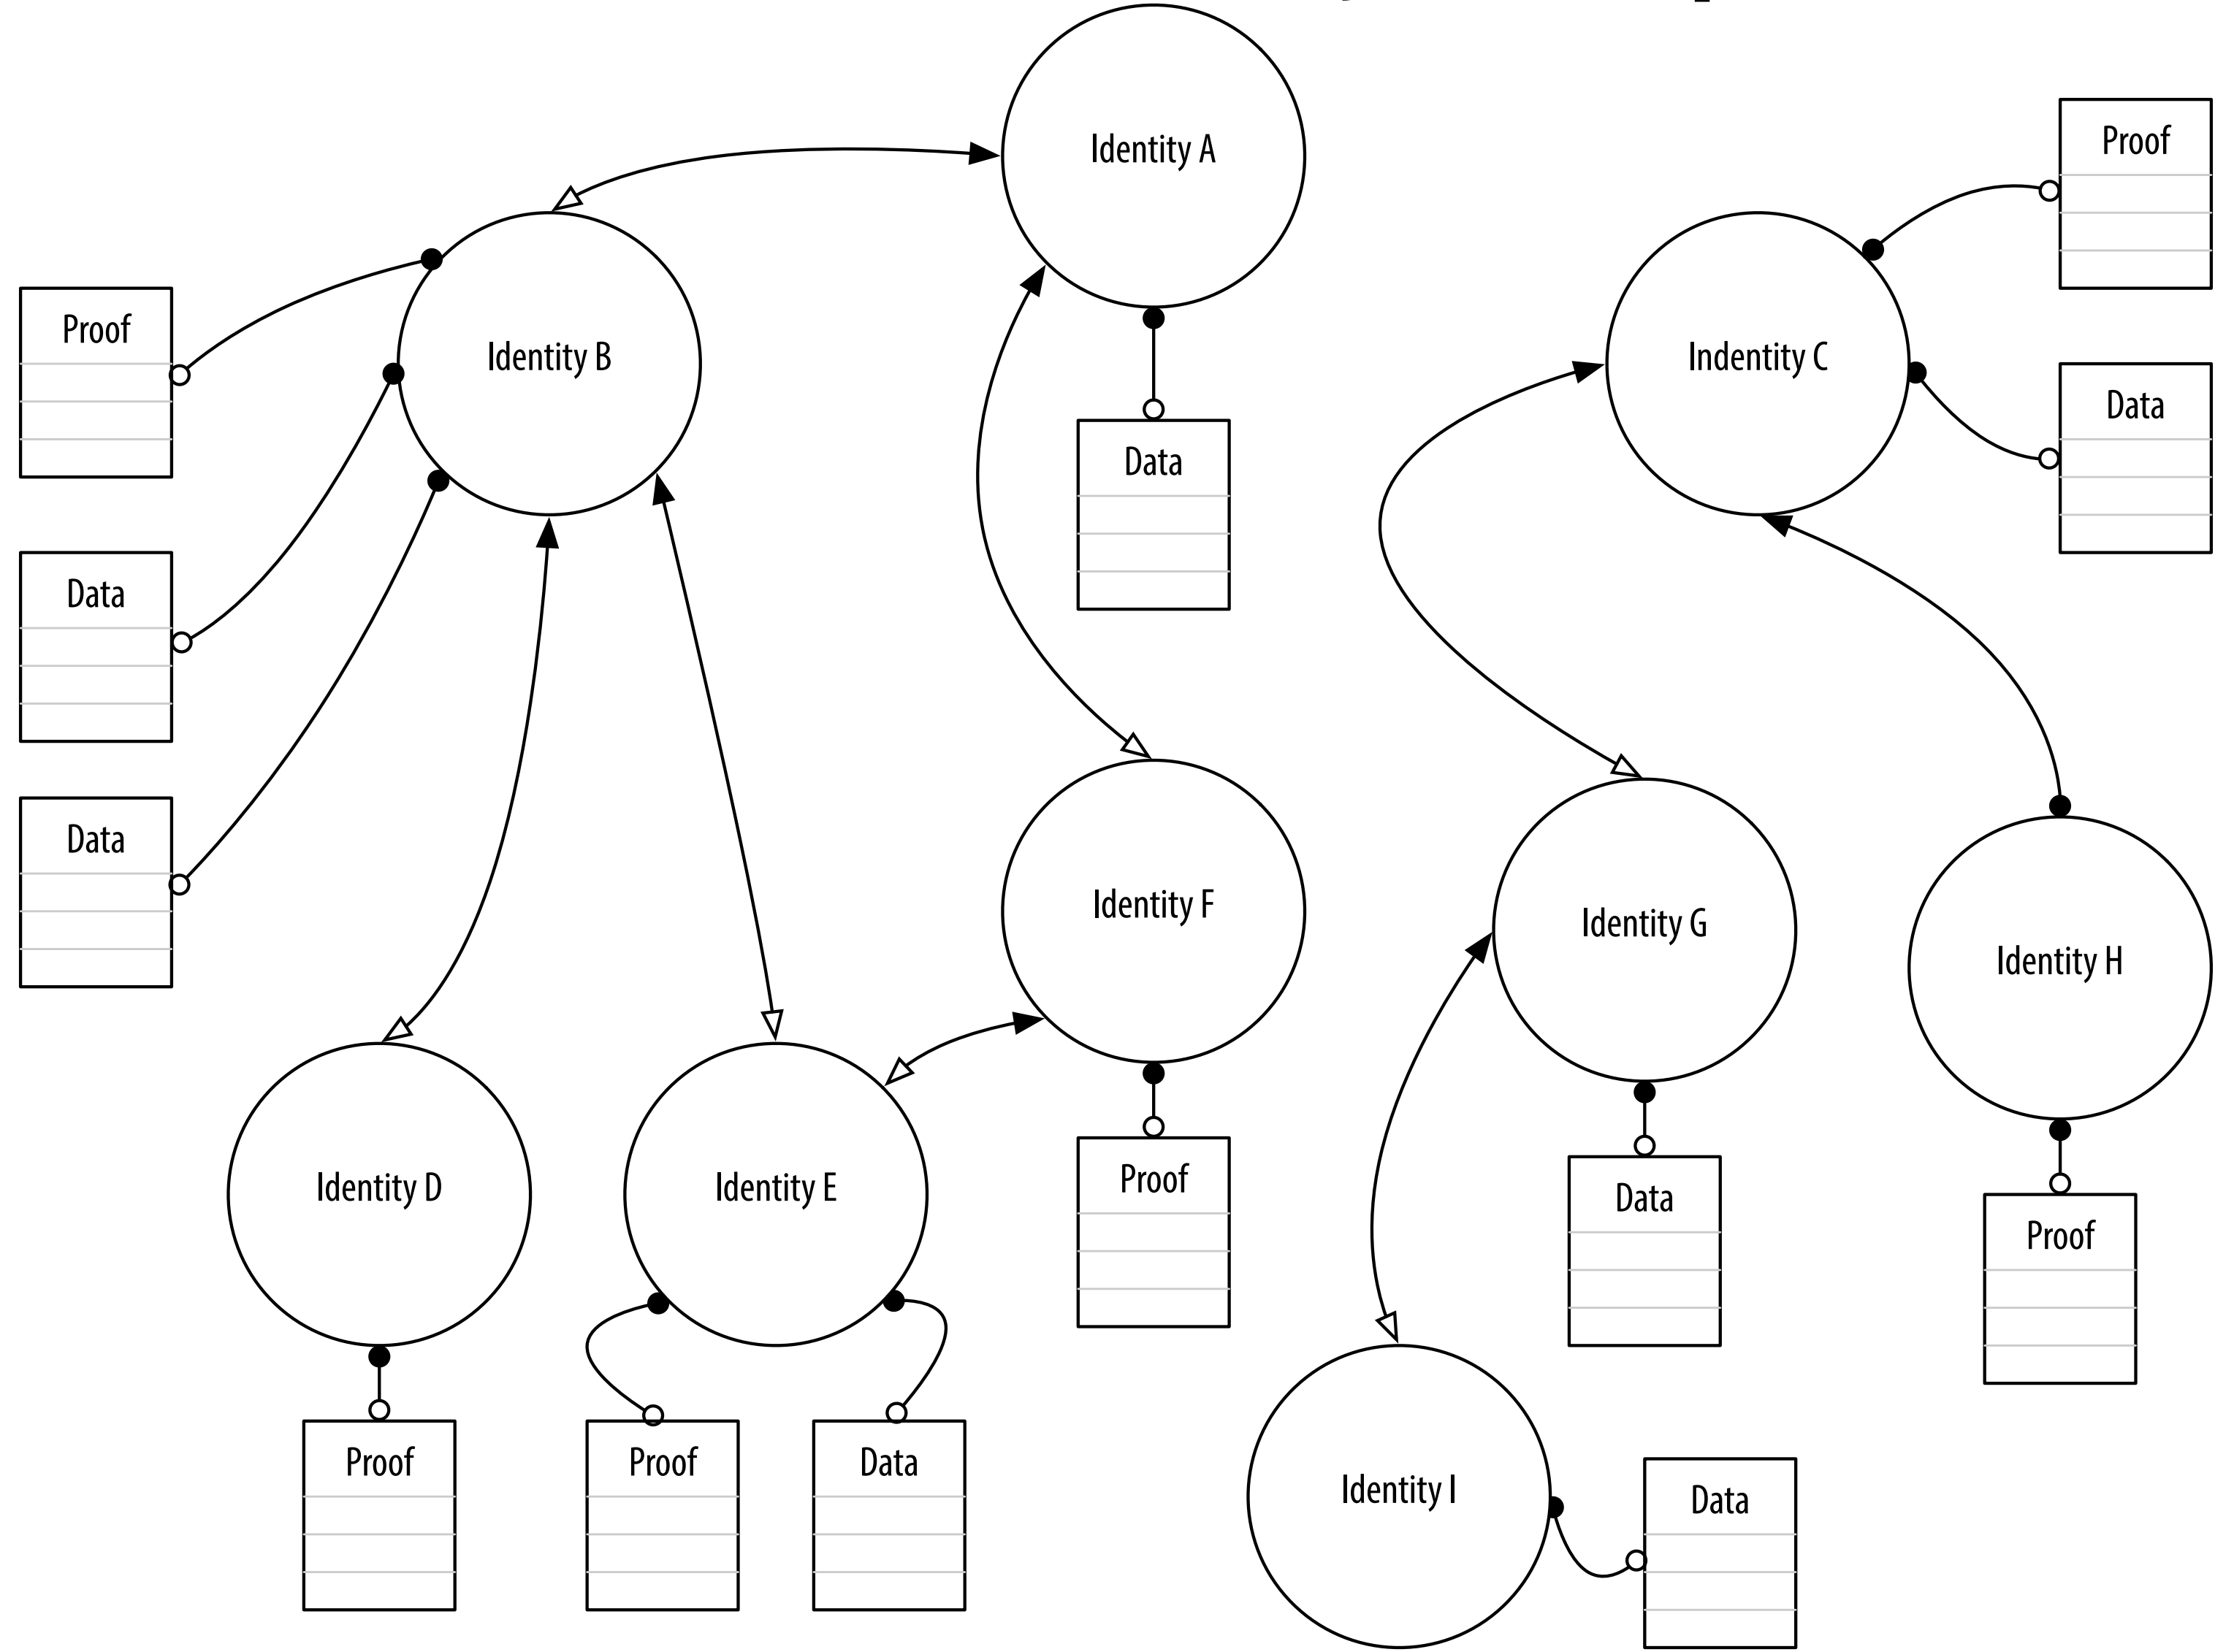 Identity A
Proof
Identity B
Indentity C
Proof
Data
Data
Data
Data
Identity F
Identity G
Identity H
Identity D
Identity E
Proof
Data
Proof
Proof
Proof
Data
Identity I
Data